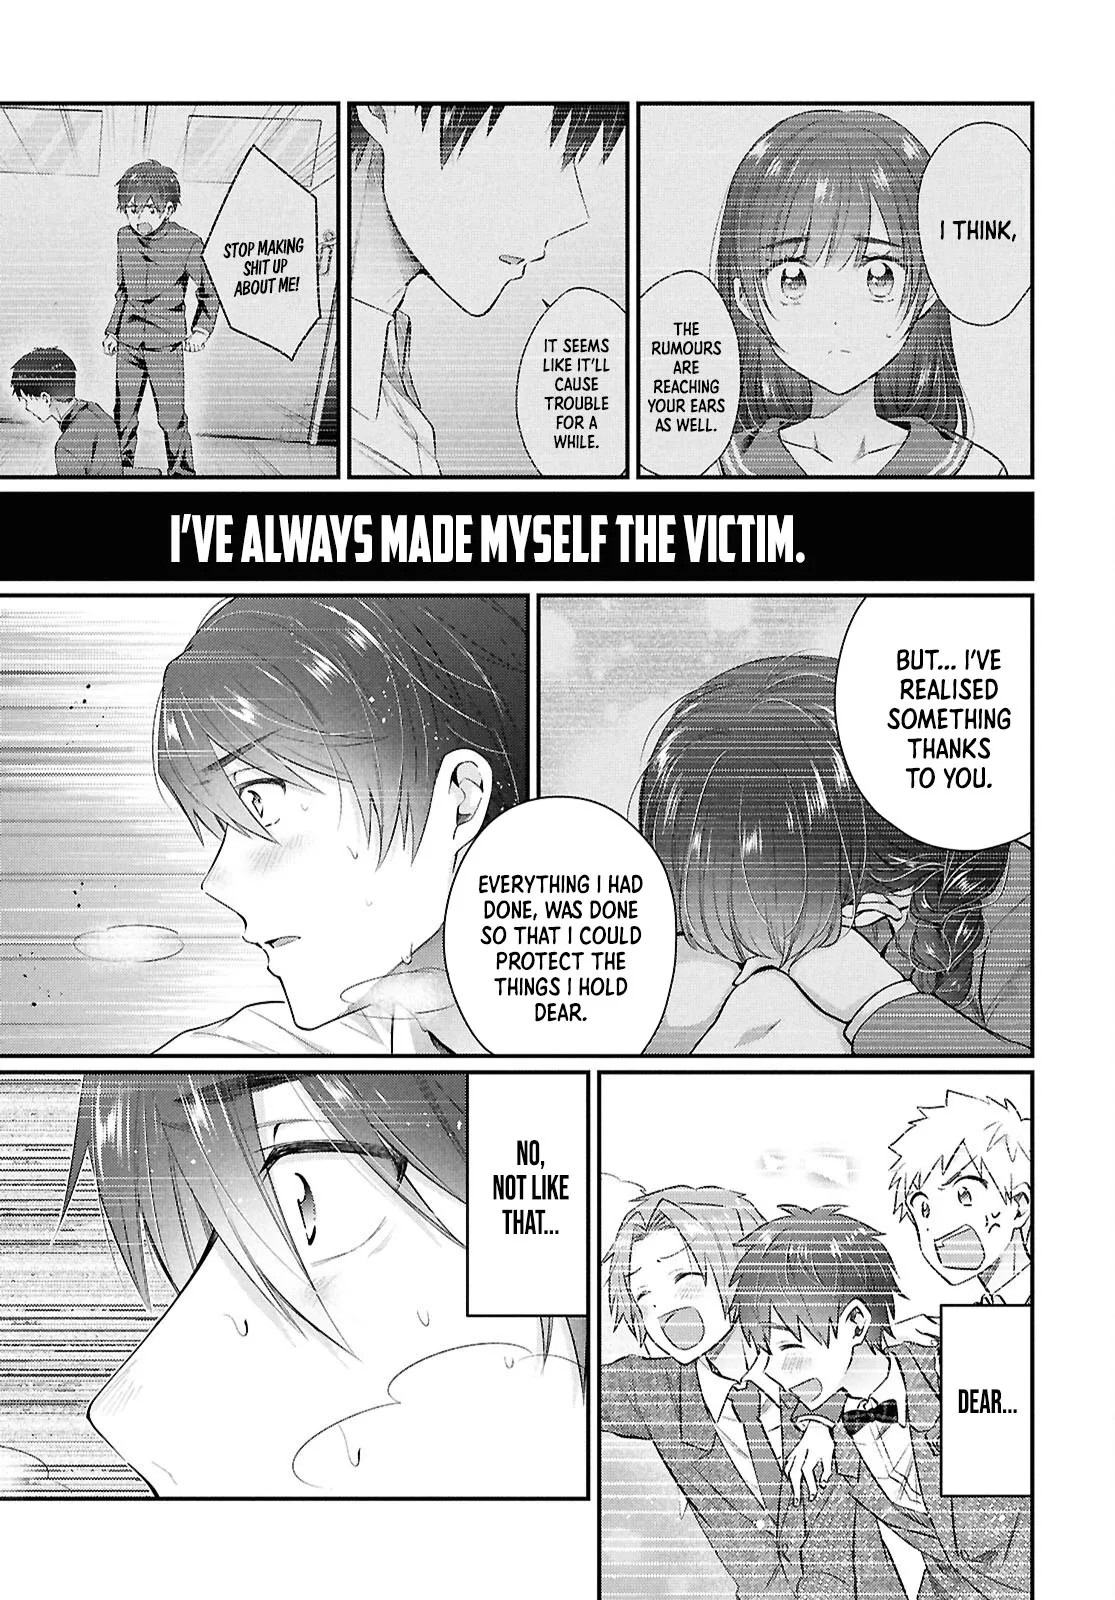 I THINK,
THE
RUMOURS
ARE
REACHING
YOUR EARS
AS WELL.
IT SEEMS
LIKE IT'LL
CAUSE
TROUBLE
FOR A
WHILE.
STOP MAKING
SHIT UP
ABOUT ME!
I'VE ALWAYS MADE MYSELF THE VICTIM.
BUT... I'VE
REALISED
SOMETHING
THANKS
TO YOU.
EVERYTHING I HAD
DONE, WAS DONE
SO THAT I COULD
PROTECT THE
THINGS I HOLD
DEAR.
DEAR...
NO,
NOT LIKE
THAT...